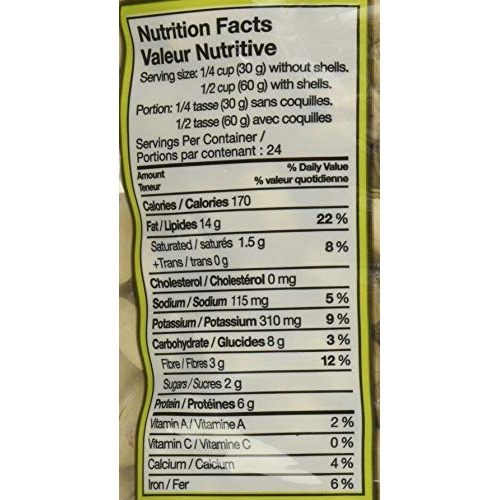 Nutrition Facts
Valeur Nutritive
Serving size: 1/4 cup (30 g) without shells.
1/2 cup (60 g) with shells.
Portion: 1/4 tasse (30 g) sans coquilles.
1/2 tasse (60 g) avec coquilles
Servings Per Container /
Portions par contenant : 24
Amount % Daily Value
Teneur % valeur quotidienne
Calories / Calories 170
Fat / Lipides 14 g 22 %
Saturated / saturés 1.5 g 8 %
+Trans / trans 0 g
Cholesterol / Cholestérol 0 mg
Sodium / Sodium 115 mg 5 %
Potassium / Potassium 310 mg 9 %
Carbohydrate / Glucides 8 g 3 %
Fibre / Fibres 3 g 12 %
Sugars / Sucres 2 g
Protein / Protéines 6 g
Vitamin A / Vitamine A 2 %
Vitamin C / Vitamine C 0 %
Calcium / Calcium 4 %
Iron / Fer 6 %